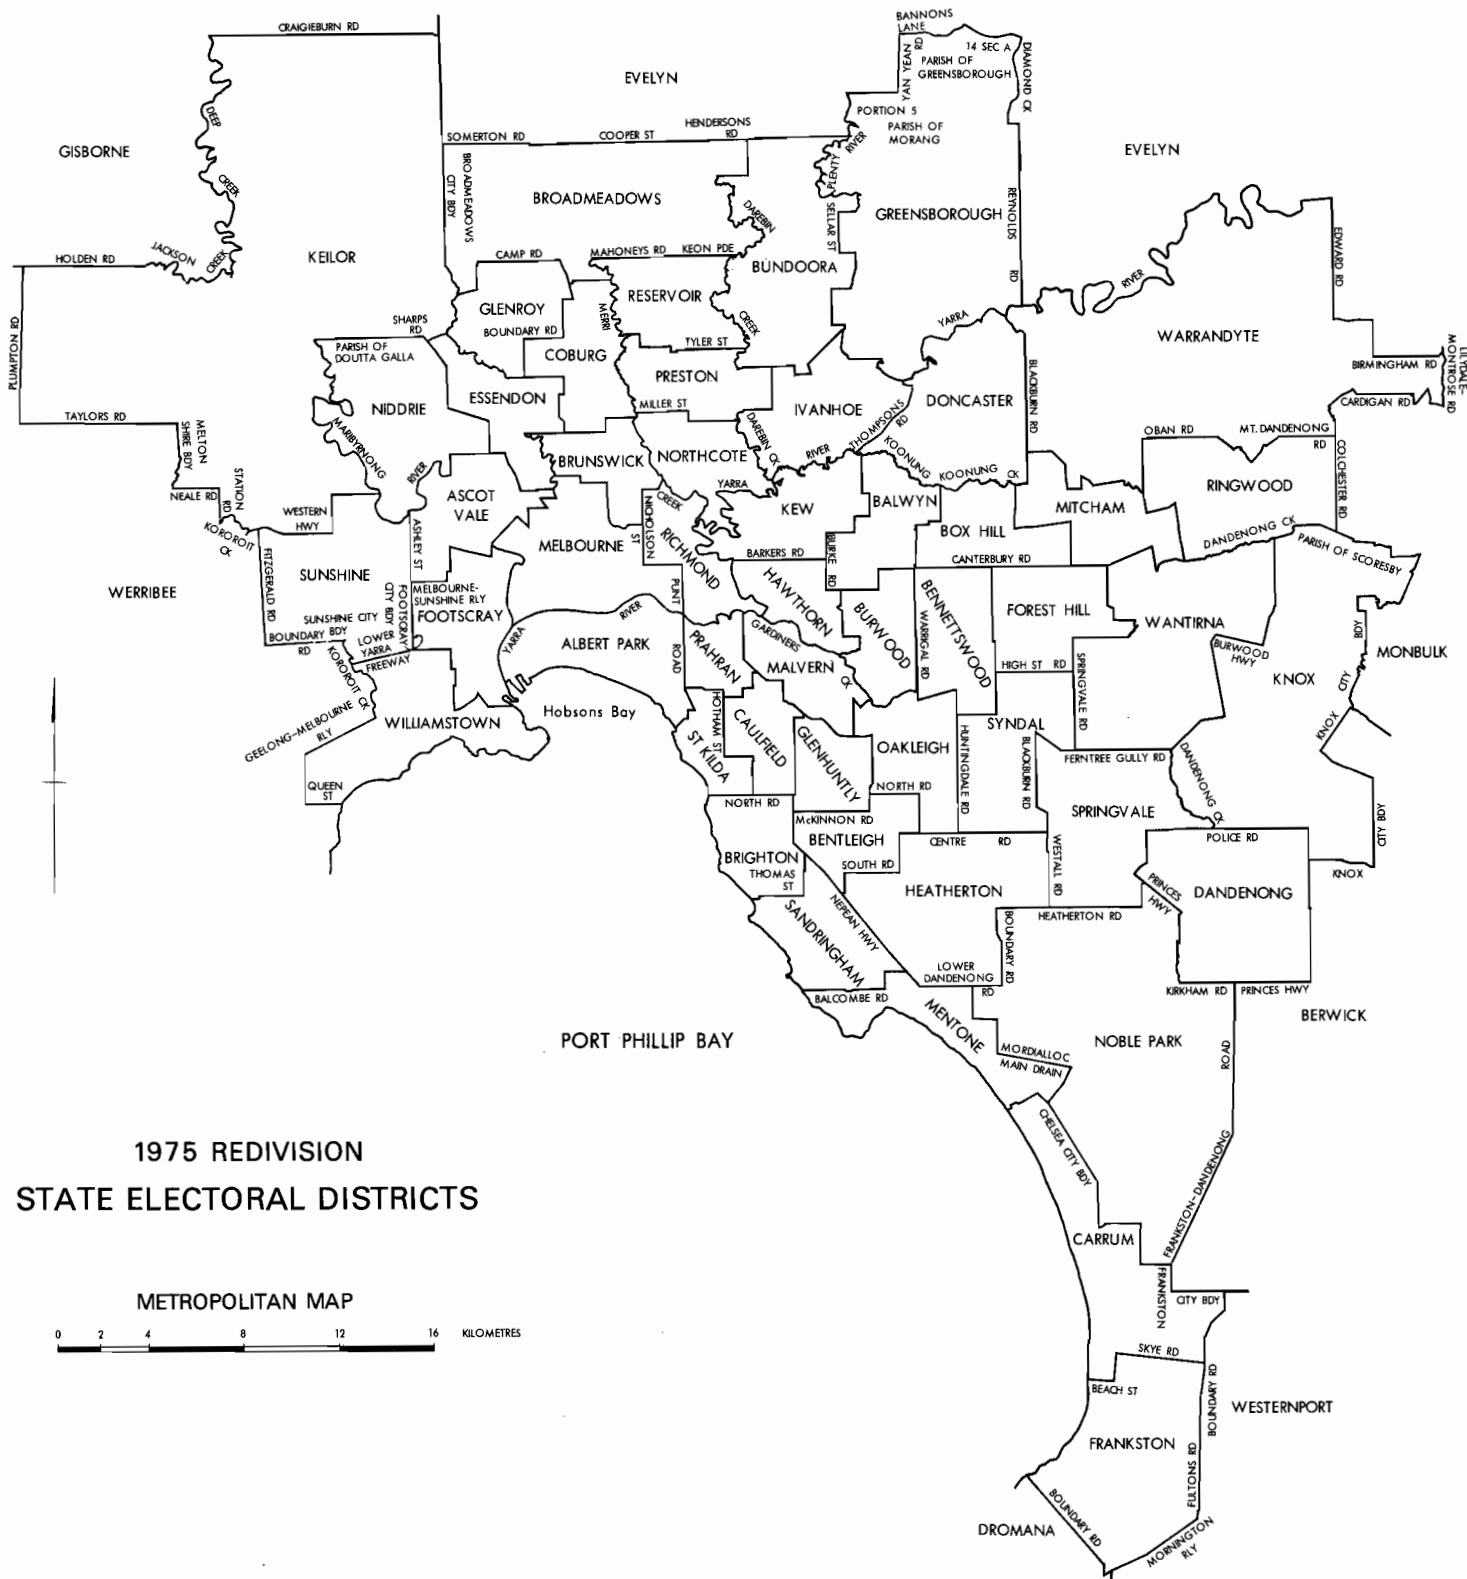 BANNONS
LANE
CRAIGIEBURN RD
YAN YEAN
RD
14 SEC A
PARISH OF
GREENSBOROUGH
DIAMOND CK
EVELYN
DEEP
CREEK
PORTION 5
PARISH OF
MORANG
HENDERSONS
RD
SOMERTON RD
COOPER ST
PLENTY
RIVER
GISBORNE
EVELYN
BROADMEADOWS
CITY BDY
BROADMEADOWS
DAREBIN
SELLAR ST
GREENSBOROUGH
REYNOLDS
RD
EDWARD RD
HOLDEN RD
JACKSON
CREEK
KEILOR
CAMP RD
MAHONEYS RD
KEON PDE
BUNDOORA
RIVER
GLENROY
RESERVOIR
MERRI
CREEK
YARRA
PLUMPTON RD
SHARPS
RD
BOUNDARY RD
WARRANDYTE
PARISH OF
DOUTTA GALLA
COBURG
TYLER ST
BIRMINGHAM RD
LILYDALE-
MONTROSE RD
PRESTON
BLACKBURN RD
CARDIGAN RD
ESSENDON
NIDDRIE
MILLER ST
IVANHOE
THOMPSONS
RD
DONCASTER
TAYLORS RD
MELTON
SHIRE BDY
MARIBYRNONG
RIVER
DAREBIN CK
OBAN RD
MT. DANDENONG
RD
COLCHESTER RD
BRUNSWICK
NORTHCOTE
RIVER
KOONUNG
KOONUNG CK
STATION
RD
NEALE RD
ASCOT
VALE
YARRA
CREEK
KEW
BALWYN
MITCHAM
RINGWOOD
WESTERN
HWY
KOROROIT
CK
ASHLEY ST
MELBOURNE
NICHOLSON
ST
RICHMOND
BURKE
RD
BOX HILL
DANDENONG CK
PARISH OF SCORESBY
BARKERS RD
CANTERBURY RD
WERRIBEE
FITZGERALD RD
SUNSHINE
FOOTSCRAY
CITY BDY
MELBOURNE-
SUNSHINE RLY
PUNT
ROAD
HAWTHORN
BENNETTSWOOD
FOREST HILL
SUNSHINE CITY
BDY
FOOTSCRAY
RIVER
WANTIRNA
BOUNDARY
RD
LOWER
YARRA
FREEWAY
YARRA
ALBERT PARK
PRAHRAN
GARDINERS
CK
BURWOOD
WARRIGAL RD
BURWOOD
HWY
KNOX
CITY
BDY
MONBULK
KOROROIT CK
MALVERN
HIGH ST RD
SPRINGVALE RD
KNOX
GEELONG-MELBOURNE
RLY
WILLIAMSTOWN
Hobsons Bay
HOTHAM ST
CAULFIELD
ST KILDA
GLENHUNTLY
OAKLEIGH
HUNTINGDALE RD
SYNDAL
BLACKBURN RD
FERNTREE GULLY RD
DANDENONG CK
QUEEN
ST
NORTH RD
NORTH RD
McKINNON RD
SPRINGVALE
CITY BDY
BENTLEIGH
CENTRE RD
POLICE RD
BRIGHTON
THOMAS
ST
SOUTH RD
WESTALL RD
KNOX
HEATHERTON
PRINCES
HWY
DANDENONG
SANDRINGHAM
NEPEAN HWY
BOUNDARY RD
HEATHERTON RD
LOWER
DANDENONG
RD
BALCOMBE RD
KIRKHAM RD
PRINCES HWY
MENTONE
BERWICK
PORT PHILLIP BAY
MORDIALLOC
MAIN DRAIN
NOBLE PARK
ROAD
CHELSEA CITY BDY
FRANKSTON-DANDENONG
1975 REDIVISION
STATE ELECTORAL DISTRICTS
CARRUM
FRANKSTON
CITY BDY
METROPOLITAN MAP
0 2 4 8 12 16 KILOMETRES
SKYE RD
BEACH ST
BOUNDARY RD
WESTERNPORT
FRANKSTON
FULTONS RD
BOUNDARY RD
DROMANA
MORNINGTON
RLY